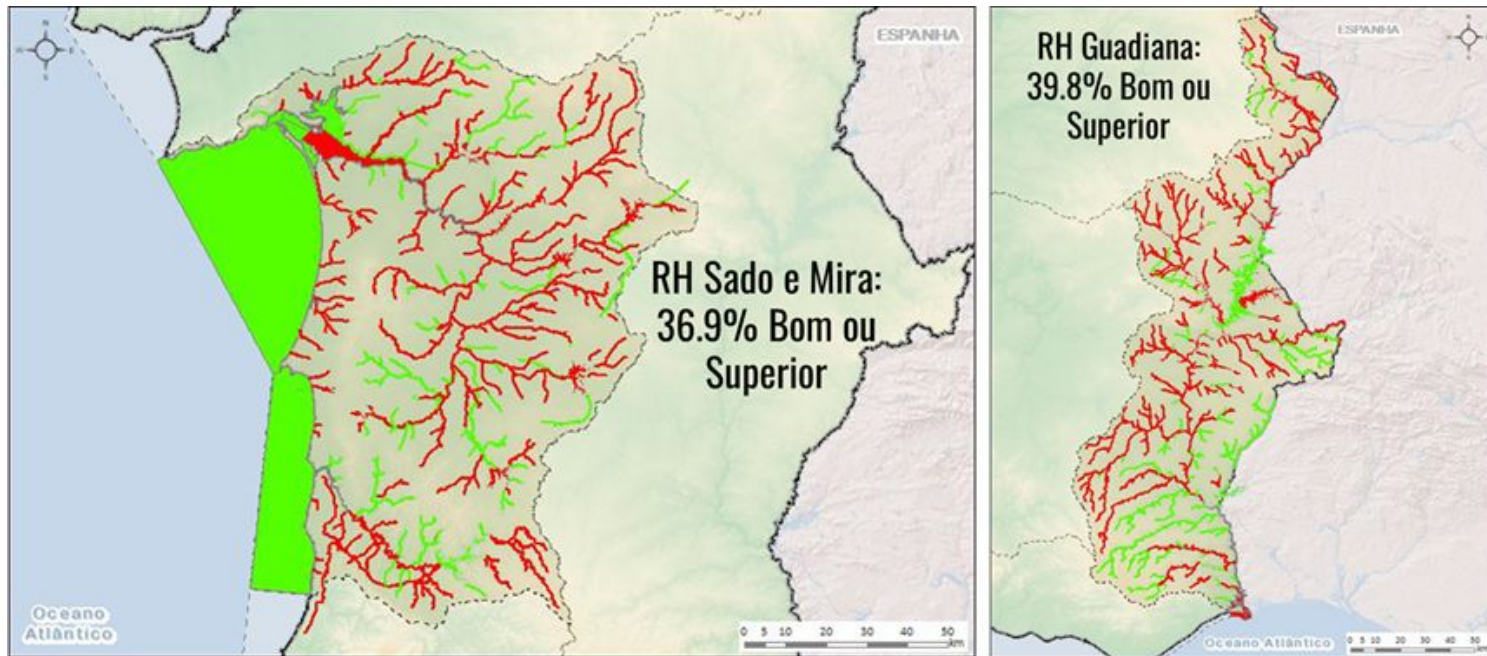 N
W
E
S
ESPANHA
RH Sado e Mira:
36.9% Bom ou
Superior
Oceano
Atlântico
0 5 10 20 30 40 50
km
RH Guadiana:
39.8% Bom ou
Superior
ESPANHA
Oceano Atlântico
0 5 10 20 30 40 50
km